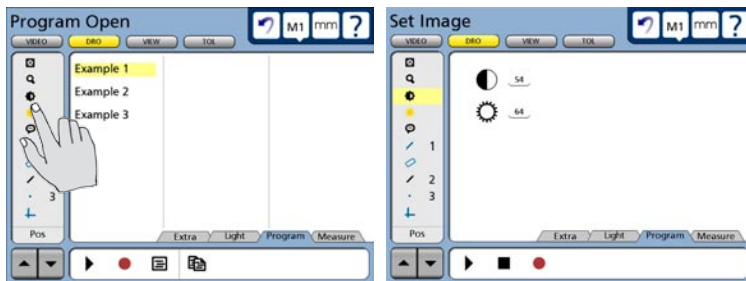 Program Open
M1 mm ?
VIDEO DRO VIEW TOL
Example 1
Example 2
Example 3
1
2
3
Pos
Extra Light Program Measure
Set Image
M1 mm ?
VIDEO DRO VIEW TOL
54
64
1
2
3
Pos
Extra Light Program Measure